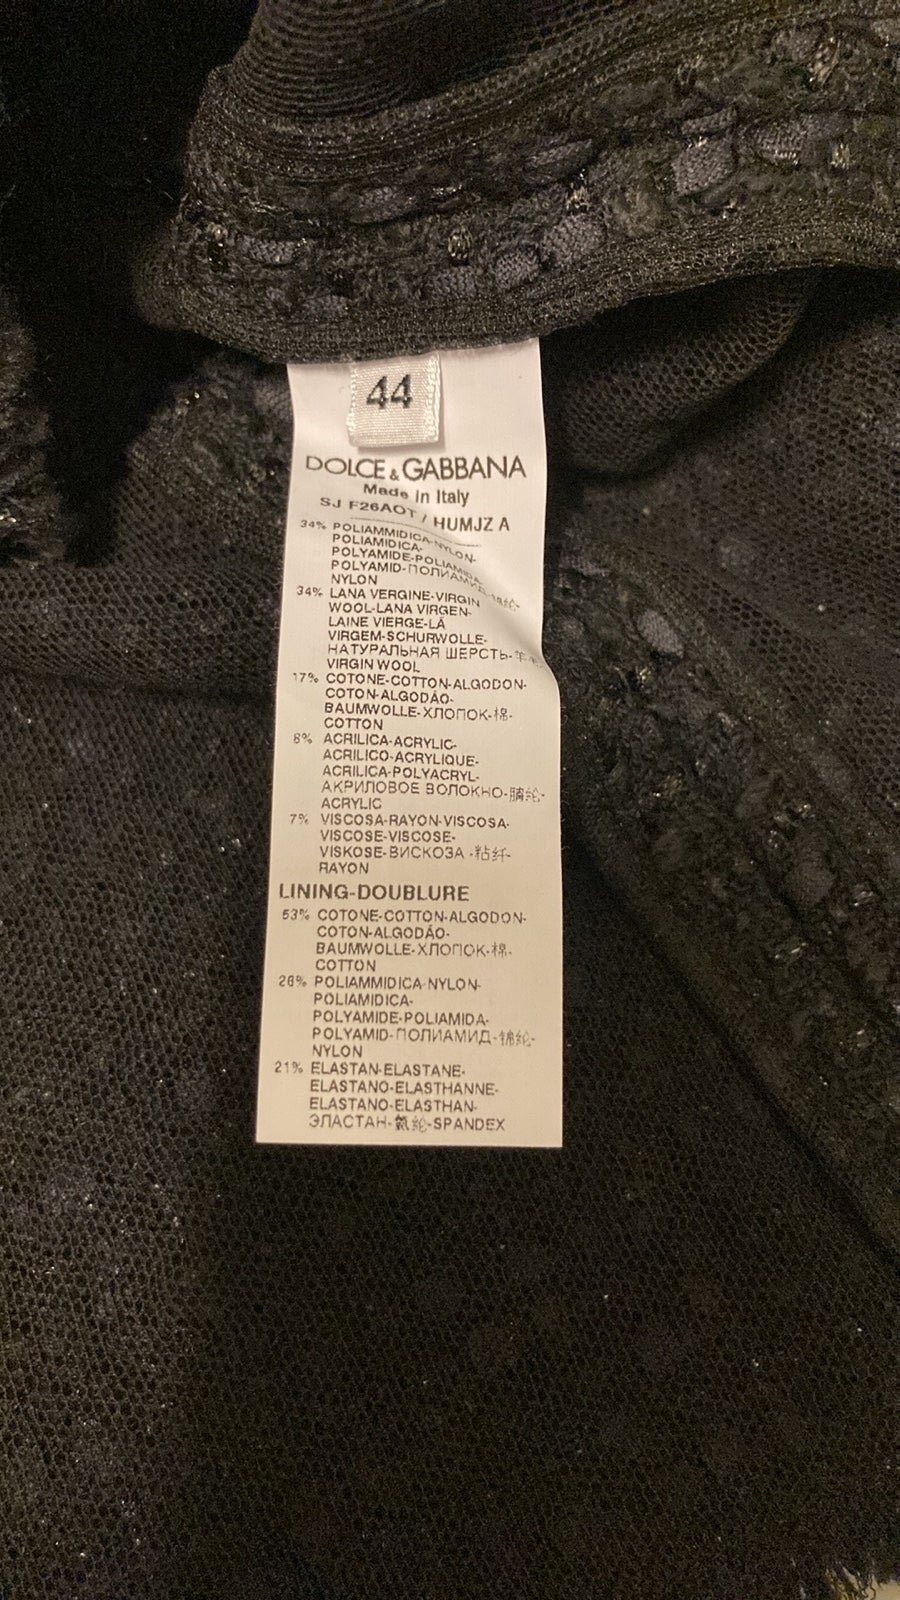 44
DOLCE & GABBANA
Made in Italy
SJ F26AOT / HUMJZ A
34% POLIAMMIDICA-NYLON-
POLIAMIDICA-
POLYAMIDE-POLIAMIDA-
POLYAMID-ПОЛИАМИД-锦纶-
NYLON
34% LANA VERGINE-VIRGIN
WOOL-LANA VIRGEN-
LAINE VIERGE-LÃ
VIRGEM-SCHURWOLLE-
НАТУРАЛЬНАЯ ШЕРСТЬ-羊
VIRGIN WOOL
17% COTONE-COTTON-ALGODON-
COTON-ALGODÃO-
BAUMWOLLE-ХЛОПОК-棉-
COTTON
8% ACRILICA-ACRYLIC-
ACRILICO-ACRYLIQUE-
ACRILICA-POLYACRYL-
АКРИЛОВОЕ ВОЛОКНО-腈纶-
ACRYLIC
7% VISCOSA-RAYON-VISCOSA-
VISCOSE-VISCOSE-
VISKOSE-ВИСКОЗА -粘纤-
RAYON
LINING-DOUBLURE
53% COTONE-COTTON-ALGODON-
COTON-ALGODÃO-
BAUMWOLLE-ХЛОПОК-棉-
COTTON
26% POLIAMMIDICA-NYLON-
POLIAMIDICA-
POLYAMIDE-POLIAMIDA-
POLYAMID-ПОЛИАМИД-锦纶-
NYLON
21% ELASTAN-ELASTANE-
ELASTANO-ELASTHANNE-
ELASTANO-ELASTHAN-
ЭЛАСТАН-氨纶-SPANDEX